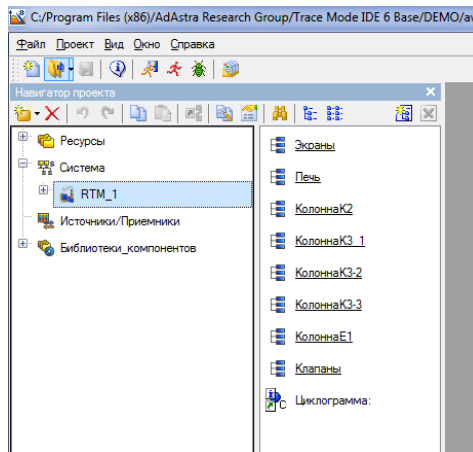 C:/Program Files (x86)/AdAstra Research Group/Trace Mode IDE 6 Base/DEMO/av
Файл Проект Вид Окно Справка
Навигатор проекта
Ресурсы
Система
RTM_1
Источники/Приемники
Библиотеки_компонентов
Экраны
Печь
КолоннаК2
КолоннаК3_1
КолоннаК3-2
КолоннаК3-3
КолоннаЕ1
Клапаны
Циклограмма: